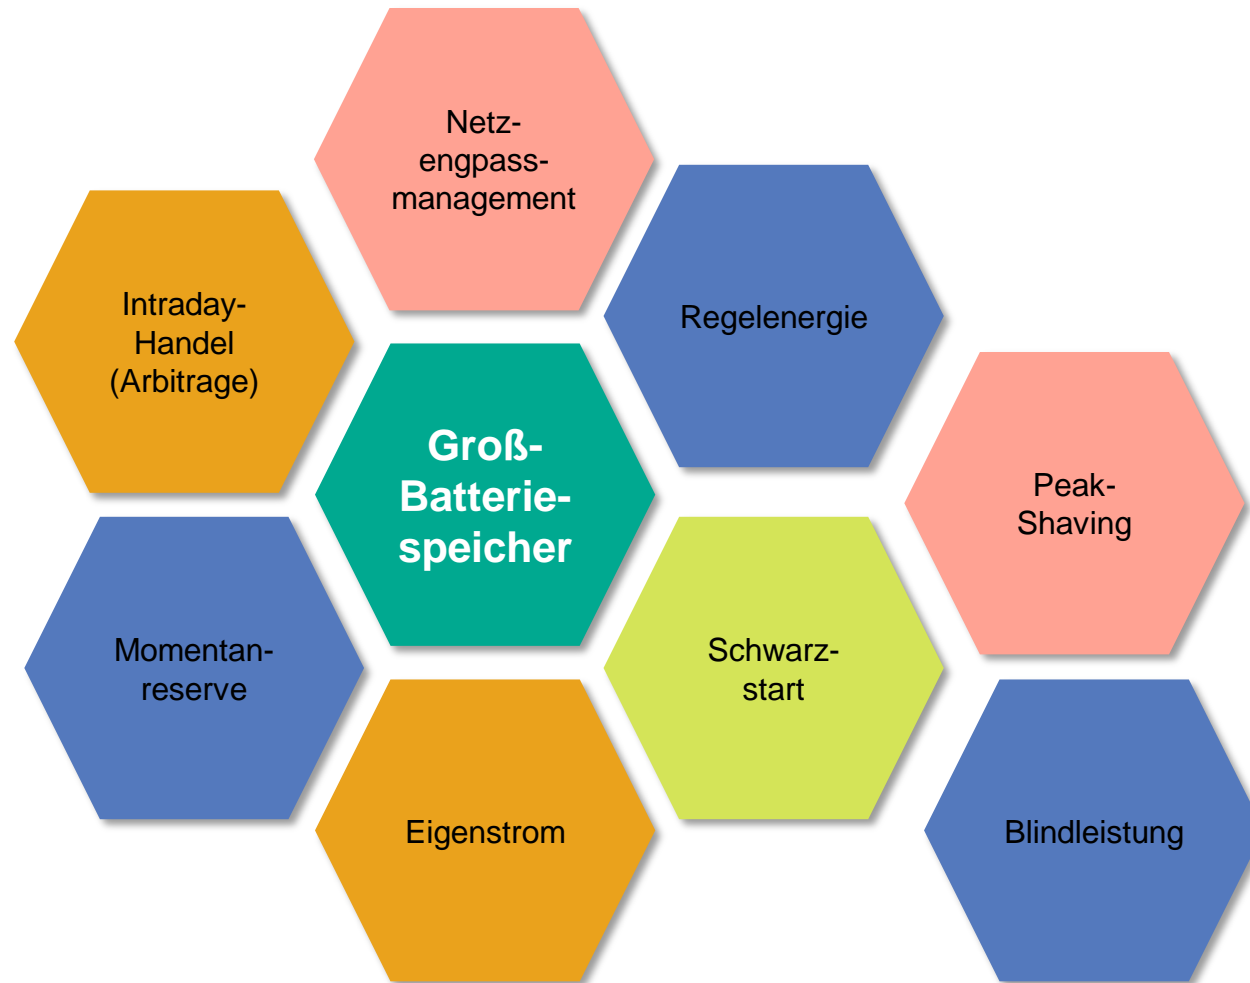 Netz-
engpass-
management
Intraday-
Handel
(Arbitrage)
Regelenergie
Groß-
Batterie-
speicher
Peak-
Shaving
Momentan-
reserve
Schwarz-
start
Eigenstrom
Blindleistung